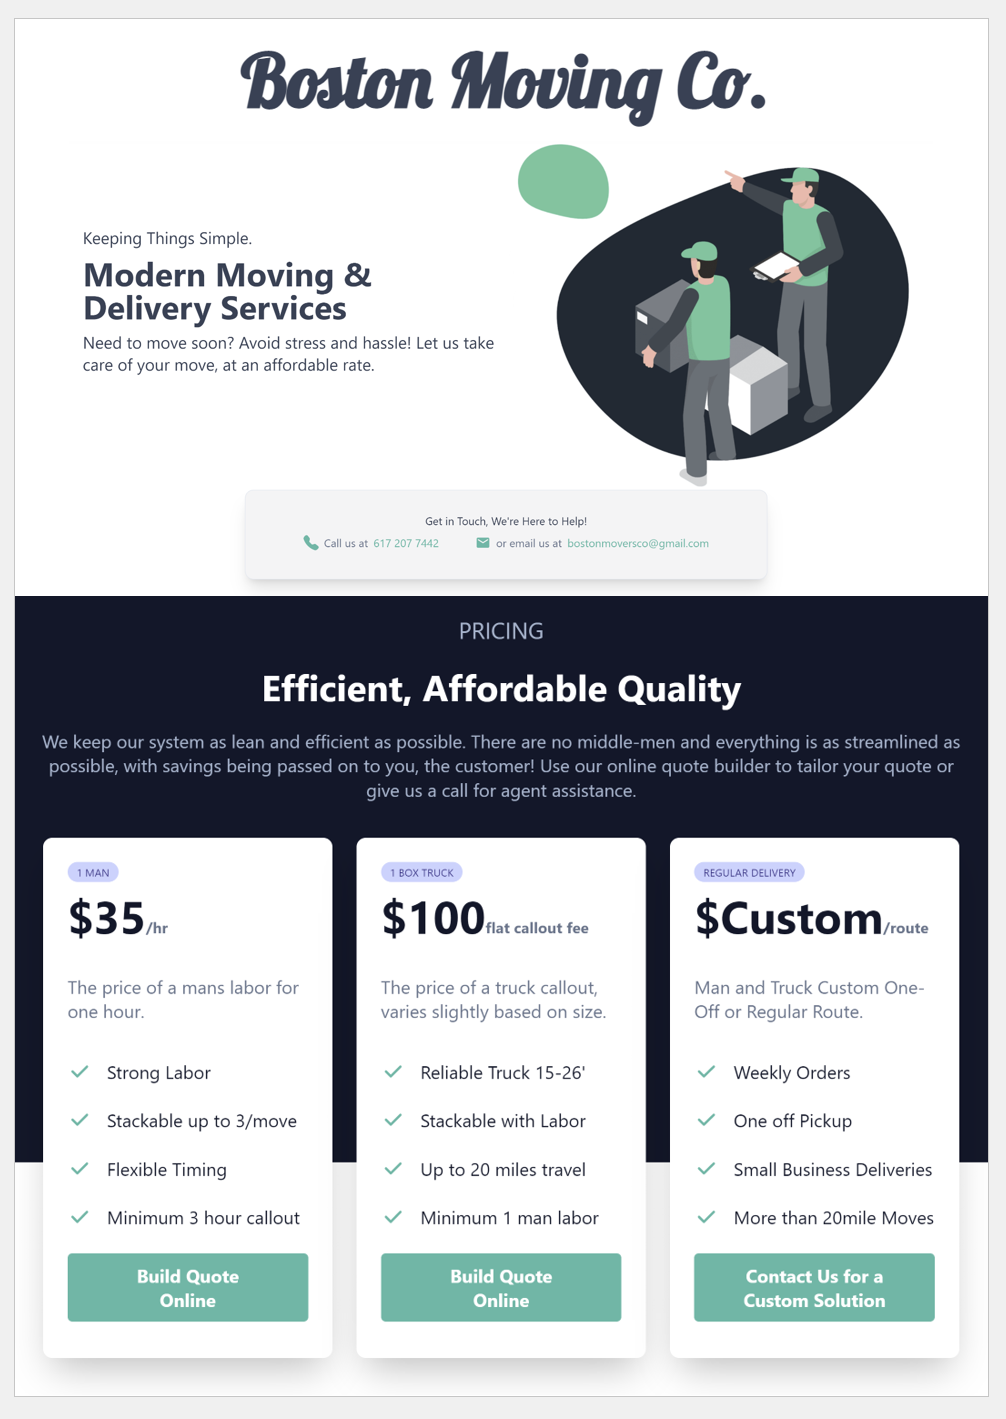 Boston Moving Co.
Keeping Things Simple.
Modern Moving &
Delivery Services
Need to move soon? Avoid stress and hassle! Let us take
care of your move, at an affordable rate.
Get in Touch, We're Here to Help!
Call us at 617 207 7442 or email us at bostonmoversco@gmail.com
PRICING
Efficient, Affordable Quality
We keep our system as lean and efficient as possible. There are no middle-men and everything is as streamlined as
possible, with savings being passed on to you, the customer! Use our online quote builder to tailor your quote or
give us a call for agent assistance.
1 MAN
$35/hr
The price of a mans labor for
one hour.
Strong Labor
Stackable up to 3/move
Flexible Timing
Minimum 3 hour callout
Build Quote
Online
1 BOX TRUCK
$100flat callout fee
The price of a truck callout,
varies slightly based on size.
Reliable Truck 15-26'
Stackable with Labor
Up to 20 miles travel
Minimum 1 man labor
Build Quote
Online
REGULAR DELIVERY
$Custom/route
Man and Truck Custom One-
Off or Regular Route.
Weekly Orders
One off Pickup
Small Business Deliveries
More than 20mile Moves
Contact Us for a
Custom Solution